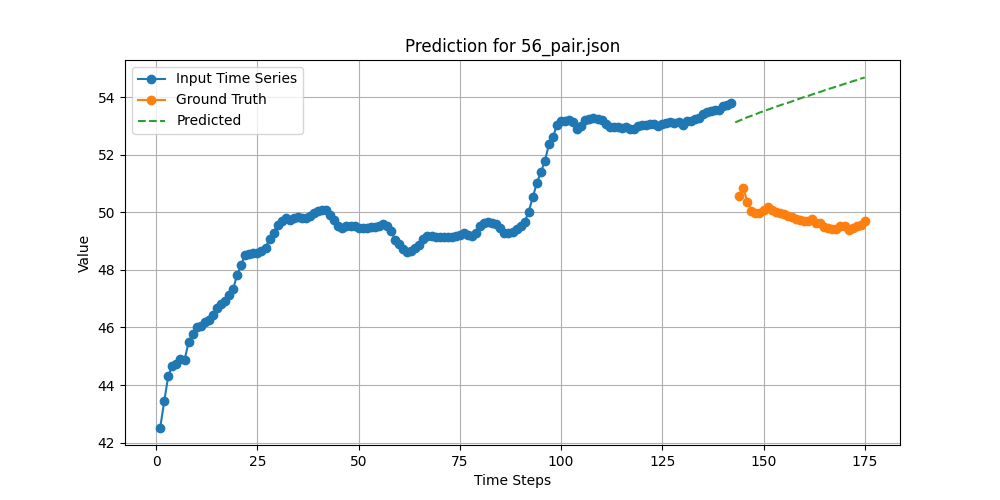 Prediction for 56_pair.json
Input Time Series
Ground Truth
Predicted
54
52
50
48
46
44
42
Value
0 25 50 75 100 125 150 175
Time Steps